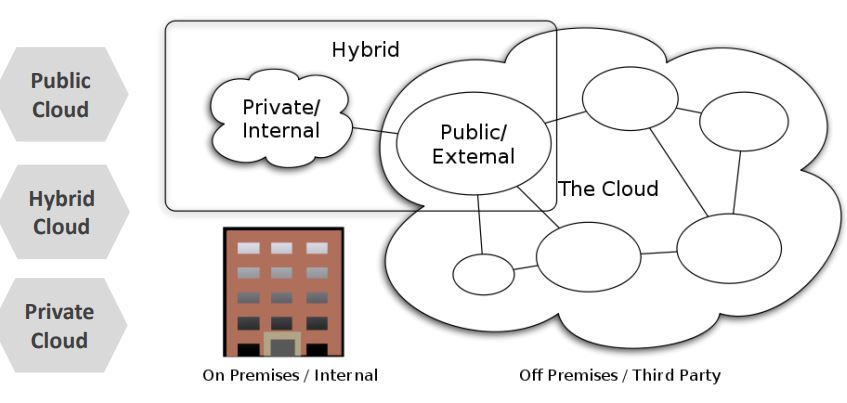 Public
Cloud
Hybrid
Cloud
Private
Cloud
Hybrid
Private/
Internal
Public/
External
The Cloud
On Premises / Internal
Off Premises / Third Party